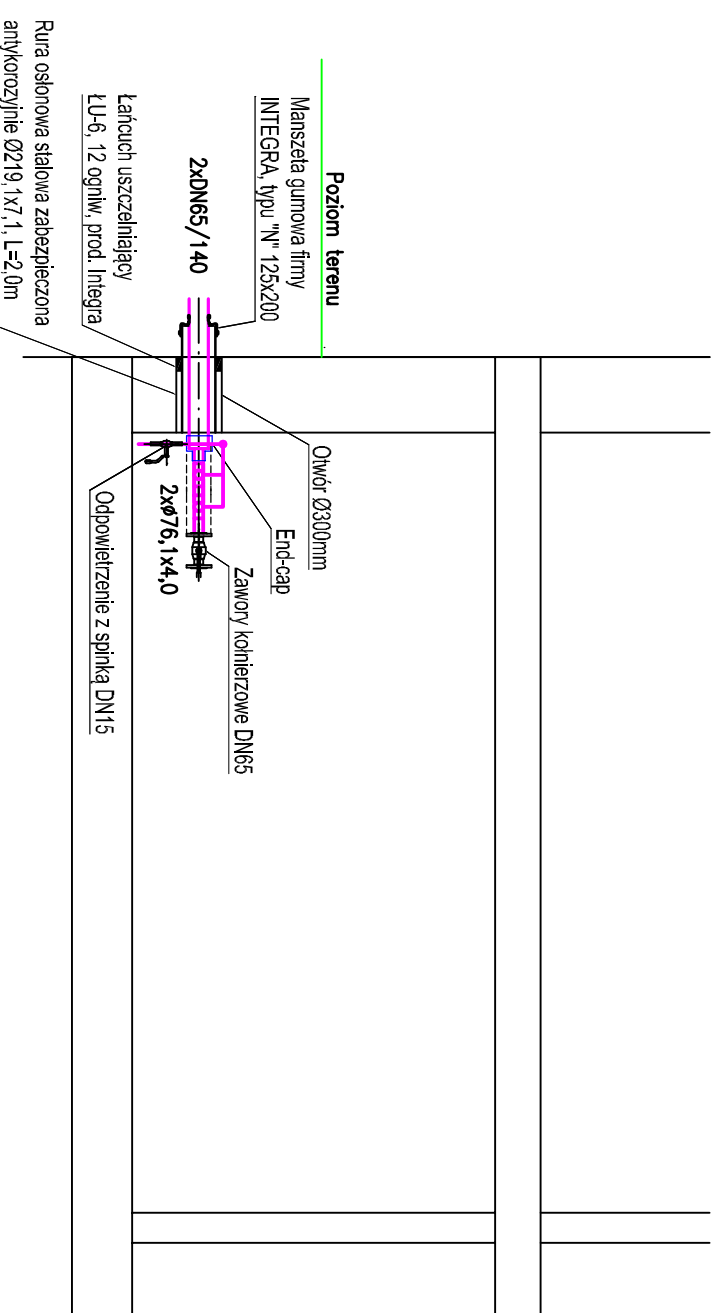 Poziom terenu
Manszeta gumowa firmy
INTEGRA, typu "N" 125x200
2xDN65/140
Łańcuch uszczelniający
ŁU-6, 12 ogniw, prod. Integra
Rura osłonowa stalowa zabezpieczona
antykorozyjnie Ø219,1x7,1, L=2,0m
Otwór Ø300mm
End-cap
Zawory kołnierzowe DN65
2xø76,1x4,0
Odpowietrzenie z spinką DN15